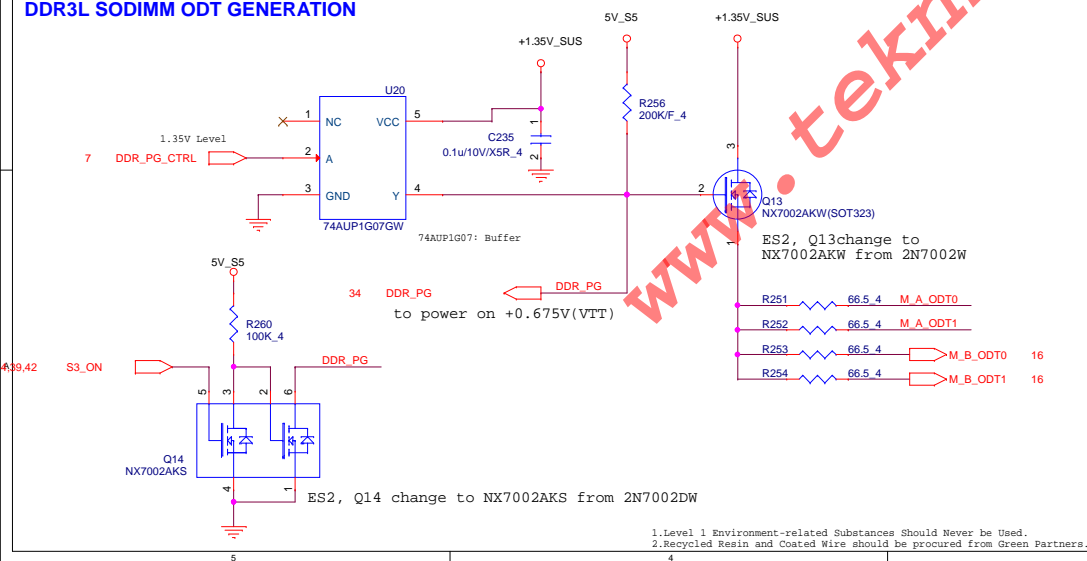 DDR3L SODIMM ODT GENERATION
+1.35V_SUS
5V_S5
+1.35V_SUS
U20
1 NC VCC 5
1.35V Level
7 DDR_PG_CTRL 2 A
3 GND Y 4
74AUP1G07GW
74AUP1G07: Buffer
1
C235
0.1u/10V/X5R_4
2
R256
200K/F_4
3
2
Q13
NX7002AKW(SOT323)
1
ES2, Q13change to
NX7002AKW from 2N7002W
34 DDR_PG DDR_PG
to power on +0.675V(VTT)
R251 66.5_4 M_A_ODT0
R252 66.5_4 M_A_ODT1
R253 66.5_4 M_B_ODT0 16
R254 66.5_4 M_B_ODT1 16
5V_S5
R260
100K_4
39,42 S3_ON
DDR_PG
5 3 2 6
Q14
NX7002AKS
4 1
ES2, Q14 change to NX7002AKS from 2N7002DW
1.Level 1 Environment-related Substances Should Never be Used.
2.Recycled Resin and Coated Wire should be procured from Green Partners.
5 4
www.tekn